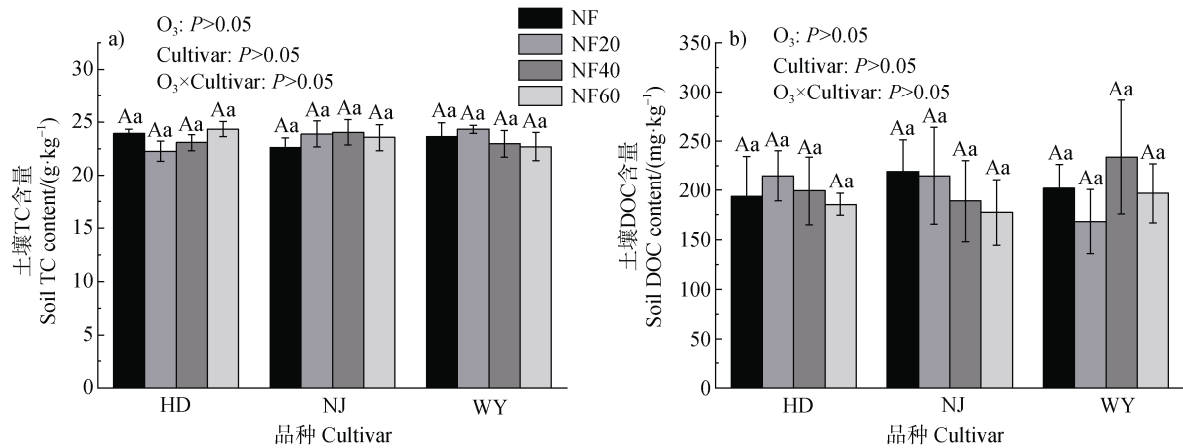 a)
O₃: P>0.05
Cultivar: P>0.05
O₃×Cultivar: P>0.05
NF
NF20
NF40
NF60
土壤TC含量
Soil TC content/(g·kg⁻¹)
30
25
20
15
10
5
0
Aa Aa Aa Aa Aa Aa Aa Aa Aa Aa Aa Aa
HD NJ WY
品种 Cultivar
b)
O₃: P>0.05
Cultivar: P>0.05
O₃×Cultivar: P>0.05
土壤DOC含量
Soil DOC content/(mg·kg⁻¹)
350
300
250
200
150
100
50
0
Aa Aa Aa Aa Aa Aa Aa Aa Aa Aa Aa Aa
HD NJ WY
品种 Cultivar